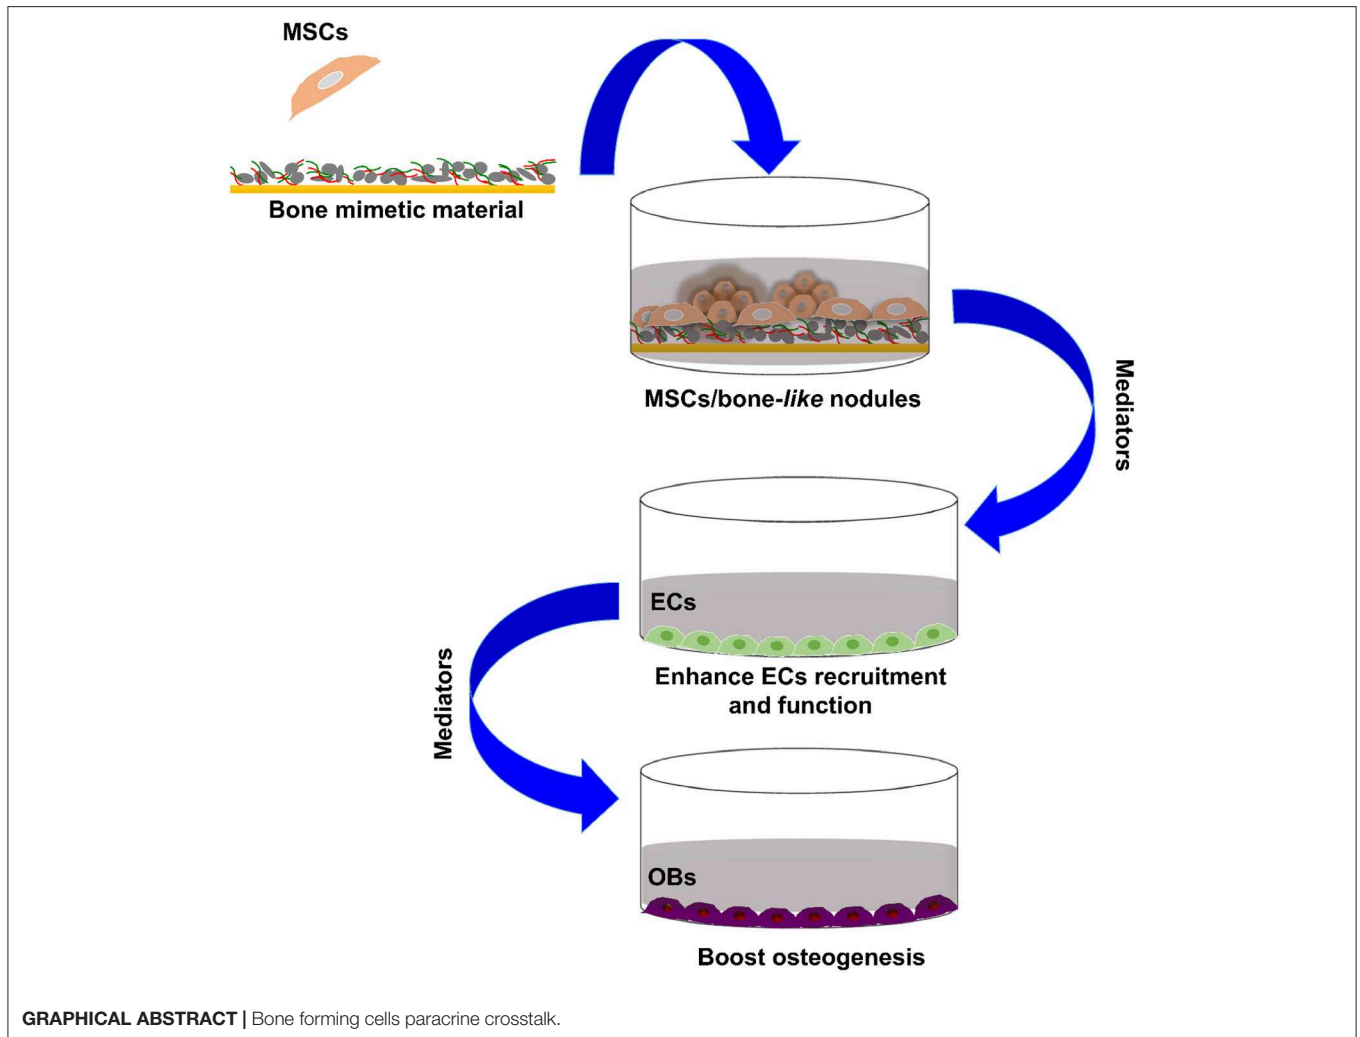 MSCs
Bone mimetic material
MSCs/bone-like nodules
Mediators
ECs
Enhance ECs recruitment
and function
Mediators
OBs
Boost osteogenesis
GRAPHICAL ABSTRACT | Bone forming cells paracrine crosstalk.